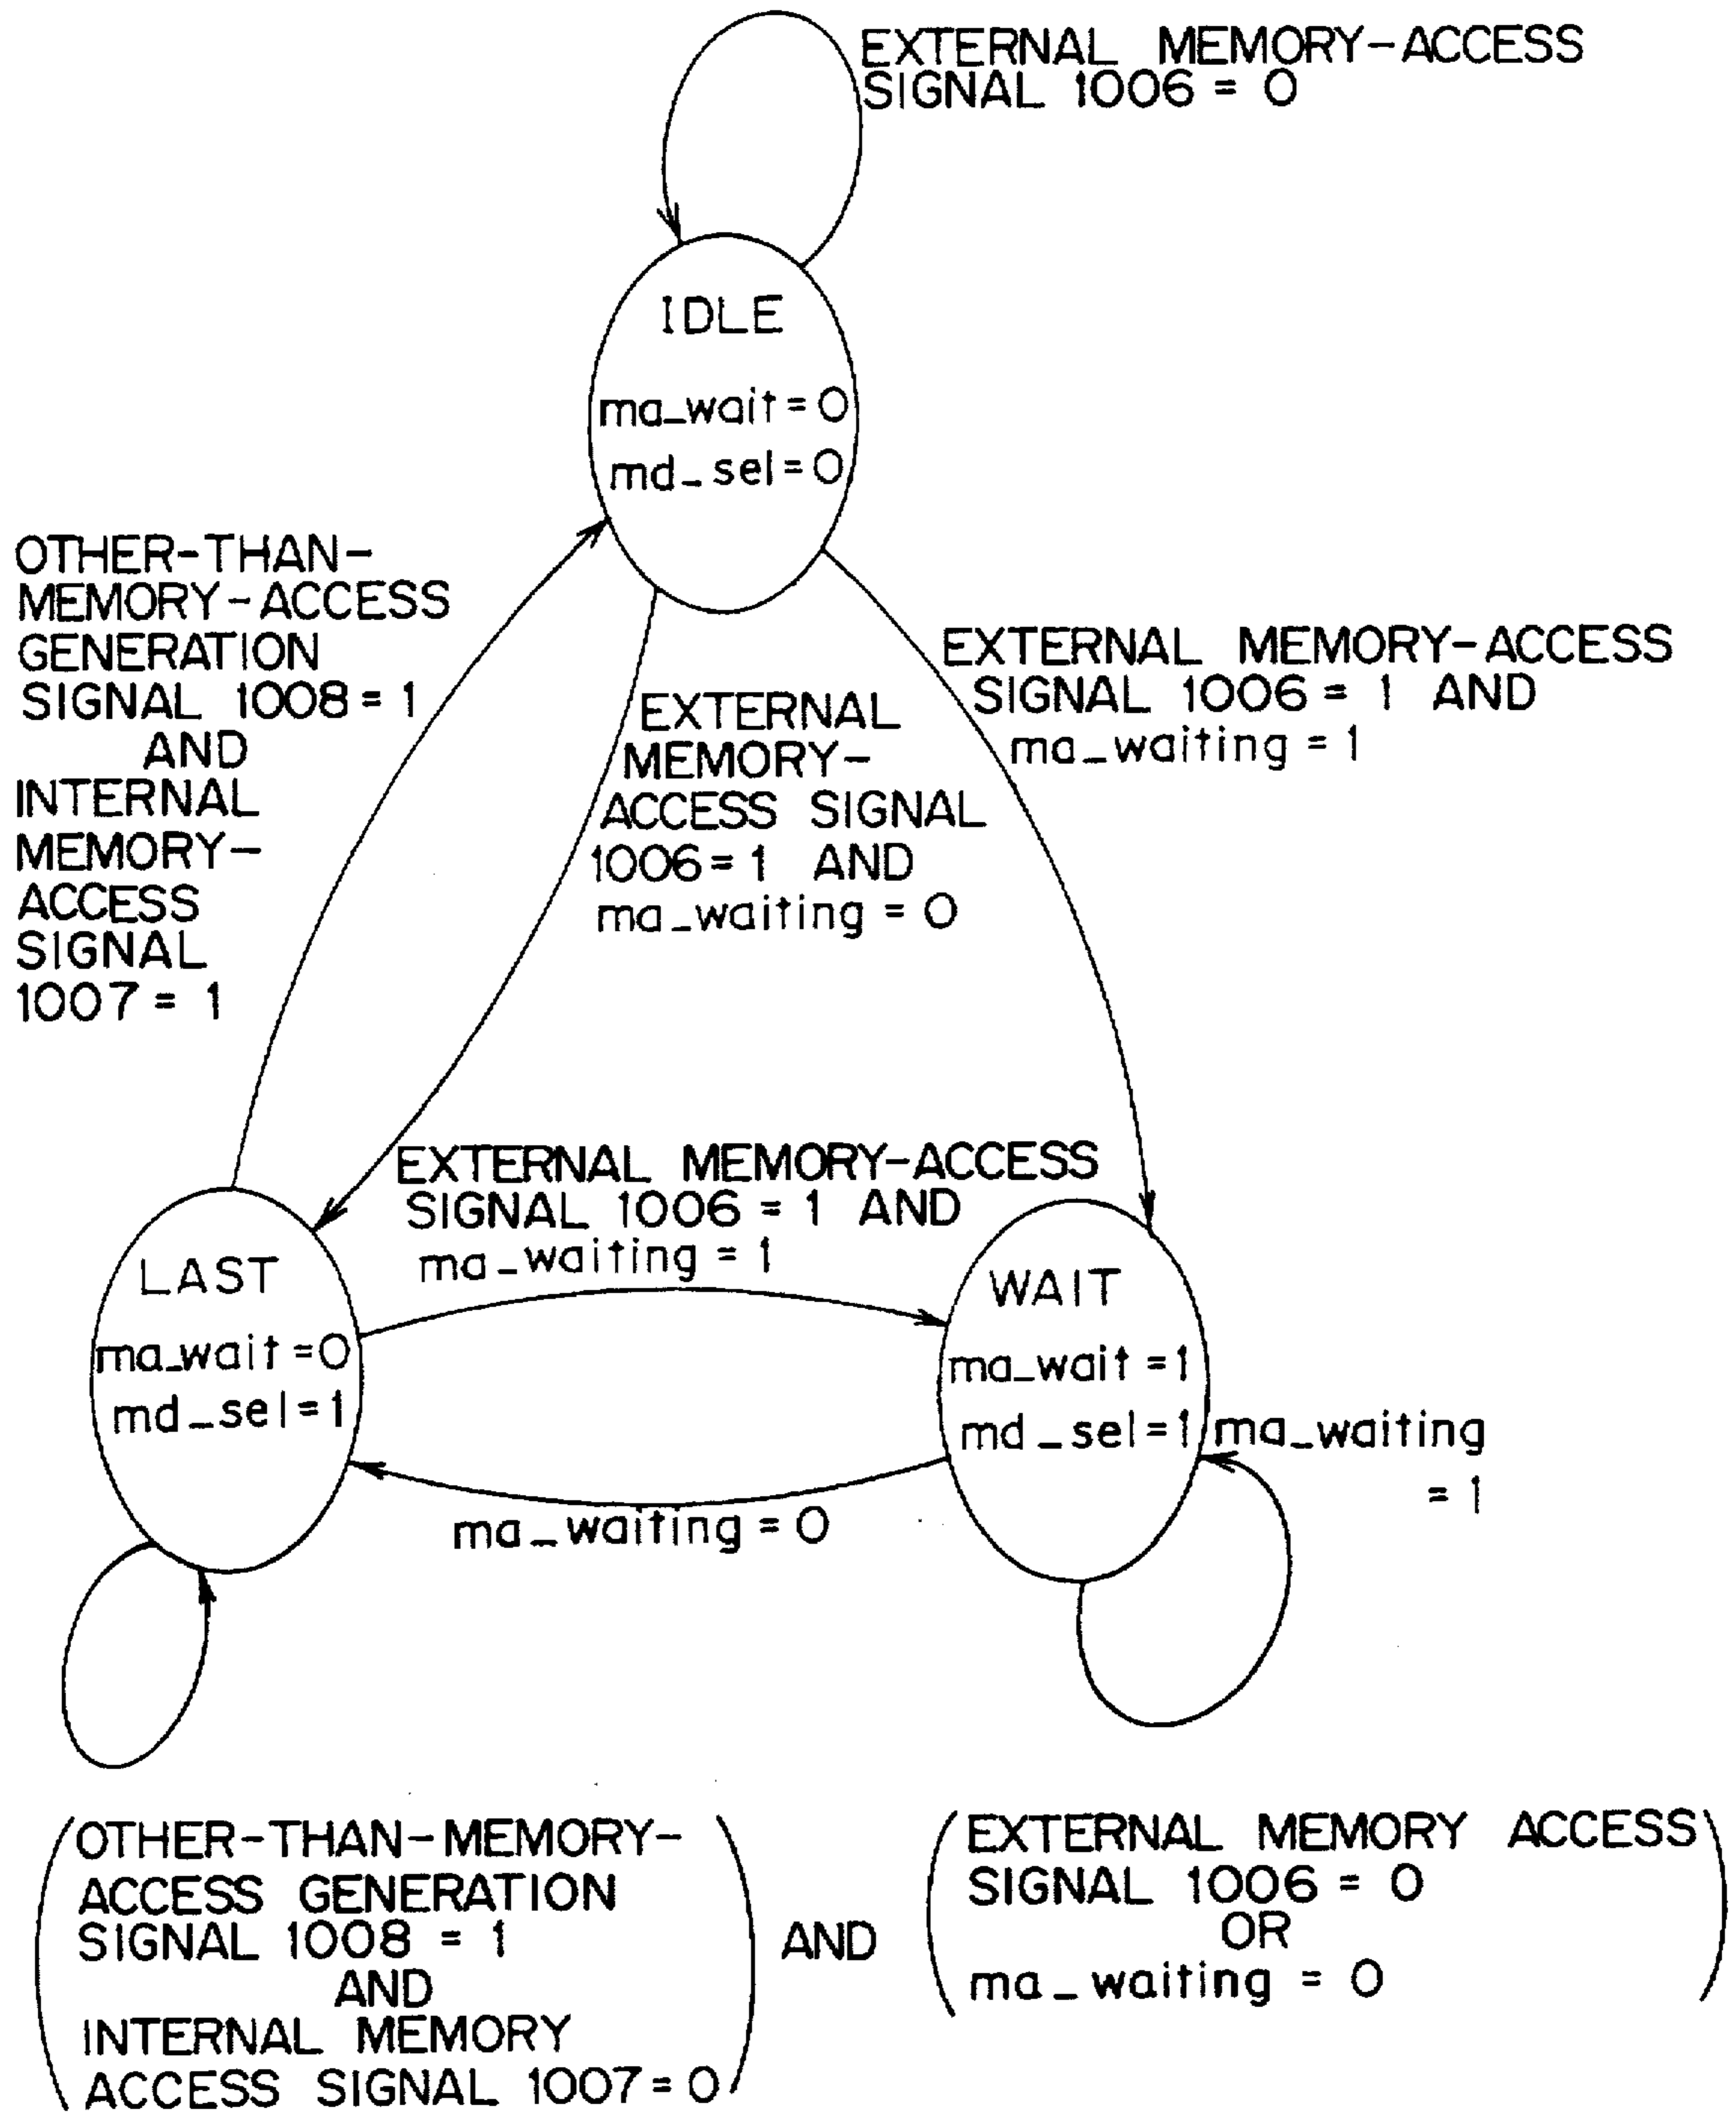 EXTERNAL MEMORY-ACCESS
SIGNAL 1006 = 0
IDLE
ma_wait=0
md_sel=0
OTHER-THAN-
MEMORY-ACCESS
GENERATION
SIGNAL 1008=1
AND
INTERNAL
MEMORY-
ACCESS
SIGNAL
1007= 1
EXTERNAL
MEMORY-
ACCESS SIGNAL
1006=1 AND
ma_waiting = 0
EXTERNAL MEMORY-ACCESS
SIGNAL 1006= 1 AND
ma_waiting = 1
EXTERNAL MEMORY-ACCESS
SIGNAL 1006 = 1 AND
ma_waiting = 1
LAST
ma_wait=0
md_sel=1
WAIT
ma_wait=1
md_sel=1
ma_waiting
= 1
ma_waiting=0
OTHER-THAN-MEMORY-
ACCESS GENERATION
SIGNAL 1008 = 1
AND
INTERNAL MEMORY
ACCESS SIGNAL 1007=0
AND
EXTERNAL MEMORY ACCESS
SIGNAL 1006 = 0
OR
ma_waiting = 0